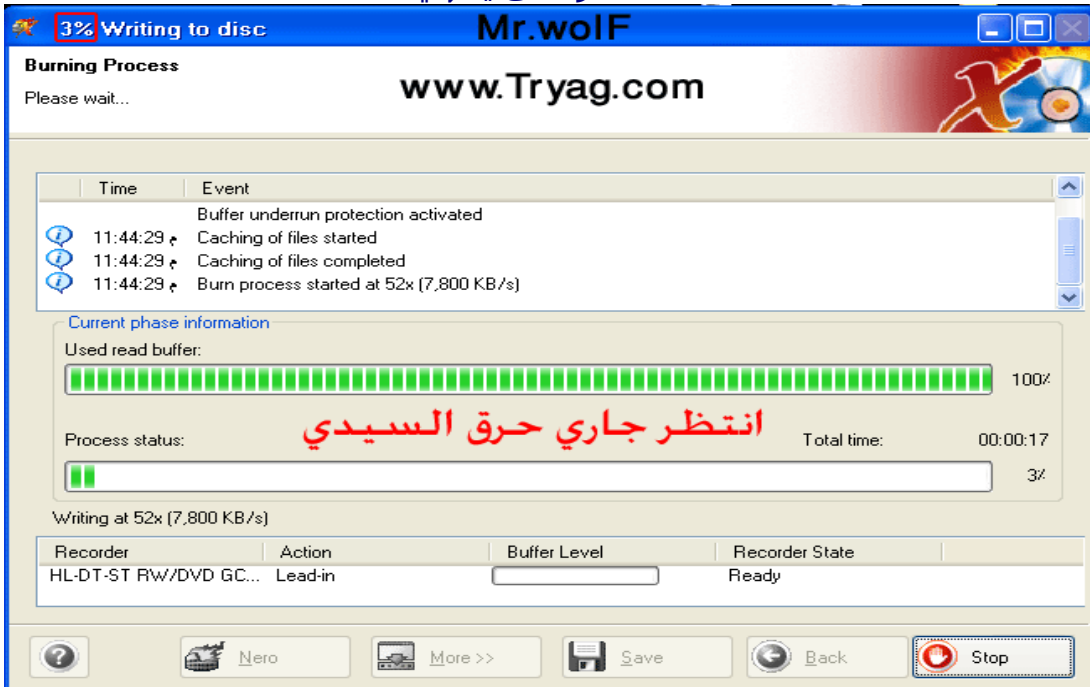 3% Writing to disc
Mr.wolF
Burning Process
Please wait...
www.Tryag.com
Time Event
Buffer underrun protection activated
11:44:29 م Caching of files started
11:44:29 م Caching of files completed
11:44:29 م Burn process started at 52x (7,800 KB/s)
Current phase information
Used read buffer:
100%
انتظر جاري حرق السيدي
Process status:
Total time: 00:00:17
3%
Writing at 52x (7,800 KB/s)
Recorder Action Buffer Level Recorder State
HL-DT-ST RW/DVD GC... Lead-in Ready
Nero More >> Save Back Stop